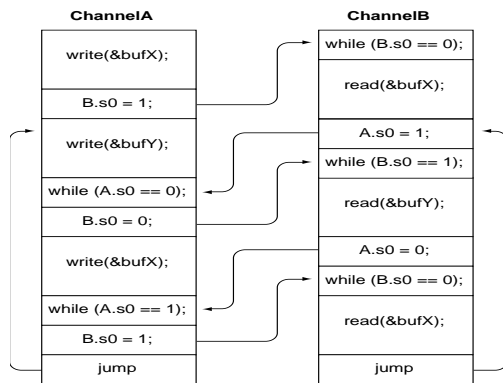 ChannelA
write(&bufX);
B.s0 = 1;
write(&bufY);
while (A.s0 == 0);
B.s0 = 0;
write(&bufX);
while (A.s0 == 1);
B.s0 = 1;
jump
ChannelB
while (B.s0 == 0);
read(&bufX);
A.s0 = 1;
while (B.s0 == 1);
read(&bufY);
A.s0 = 0;
while (B.s0 == 0);
read(&bufX);
jump